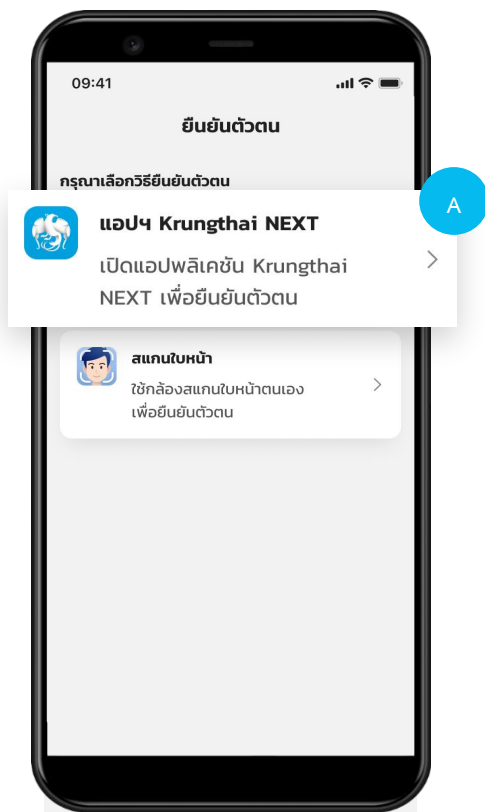 09:41
ยืนยันตัวตน
กรุณาเลือกวิธียืนยันตัวตน
A
แอปฯ Krungthai NEXT
เปิดแอปพลิเคชัน Krungthai
NEXT เพื่อยืนยันตัวตน
สแกนใบหน้า
ใช้กล้องสแกนใบหน้าตนเอง
เพื่อยืนยันตัวตน